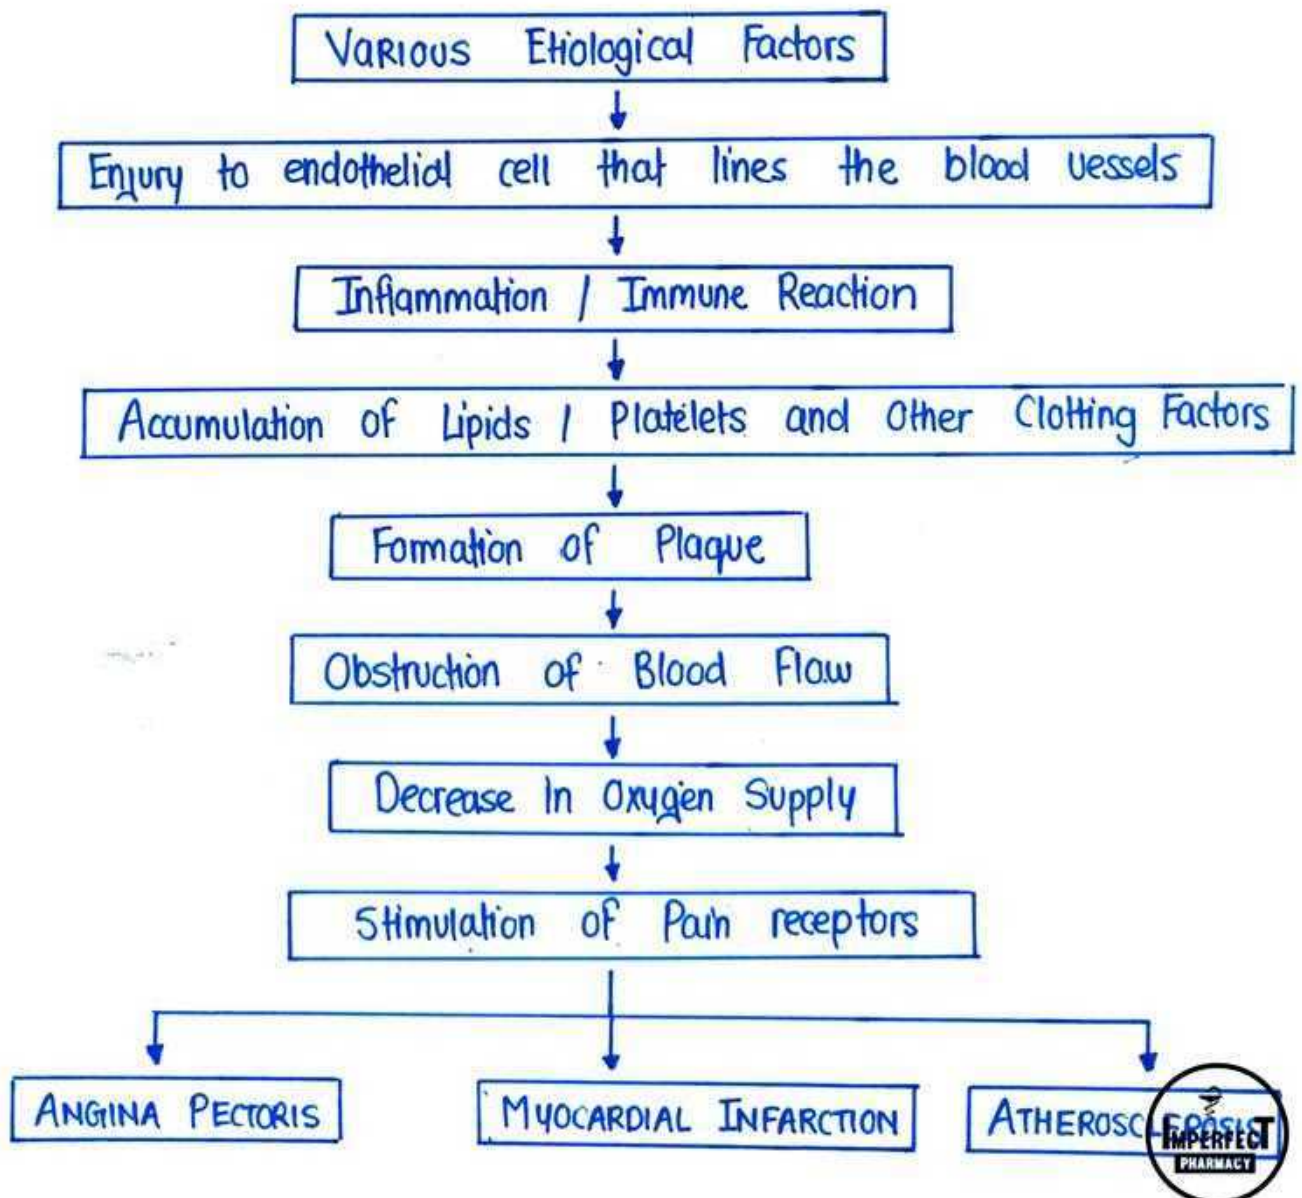 VARIOUS Etiological Factors
Enjury to endothelial cell that lines the blood vessels
Inflammation / Immune Reaction
Accumulation of Lipids / Platelets and Other Clotting Factors
Formation of Plaque
Obstruction of Blood Flow
Decrease In Oxygen Supply
Stimulation of Pain receptors
ANGINA PECTORIS
MYOCARDIAL INFARCTION
ATHEROSCLEROSIS
IMPERFECT
PHARMACY